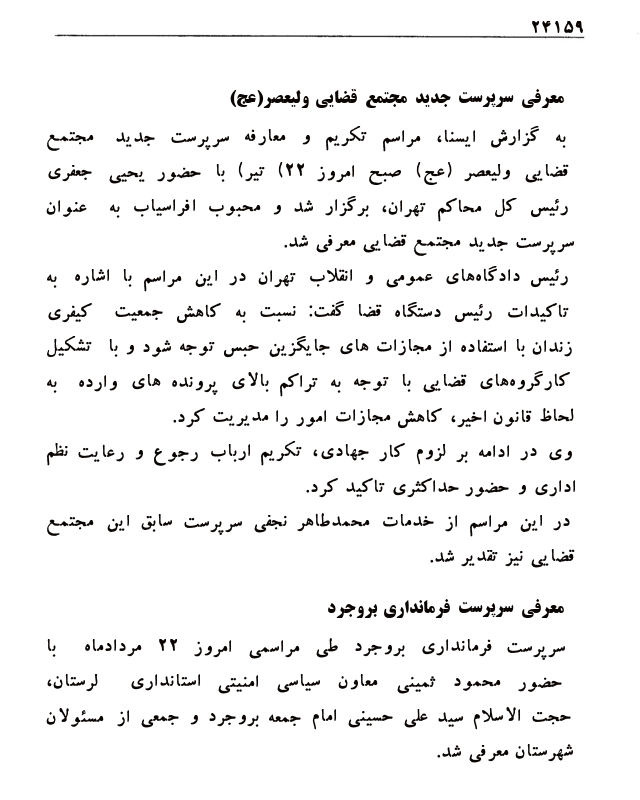 ۲۴۱۵۹
معرفی سرپرست جدید مجتمع قضایی ولیعصر(عج)
به گزارش ایسنا، مراسم تکریم و معارفه سرپرست جدید مجتمع
قضایی ولیعصر (عج) صبح امروز ۲۲) تیر) با حضور یحیی جعفری
رئیس کل محاکم تهران، برگزار شد و محبوب افراسیاب به عنوان
سرپرست جدید مجتمع قضایی معرفی شد.
رئیس دادگاه‌های عمومی و انقلاب تهران در این مراسم با اشاره به
تاکیدات رئیس دستگاه قضا گفت: نسبت به کاهش جمعیت کیفری
زندان با استفاده از مجازات های جایگزین حبس توجه شود و با تشکیل
کارگروه‌های قضایی با توجه به تراکم بالای پرونده های وارده به
لحاظ قانون اخیر، کاهش مجازات امور را مدیریت کرد.
وی در ادامه بر لزوم کار جهادی، تکریم ارباب رجوع و رعایت نظم
اداری و حضور حداکثری تاکید کرد.
در این مراسم از خدمات محمدطاهر نجفی سرپرست سابق این مجتمع
قضایی نیز تقدیر شد.
معرفی سرپرست فرمانداری بروجرد
سرپرست فرمانداری بروجرد طی مراسمی امروز ۲۲ مردادماه با
حضور محمود ثمینی معاون سیاسی امنیتی استانداری لرستان،
حجت الاسلام سید علی حسینی امام جمعه بروجرد و جمعی از مسئولان
شهرستان معرفی شد.